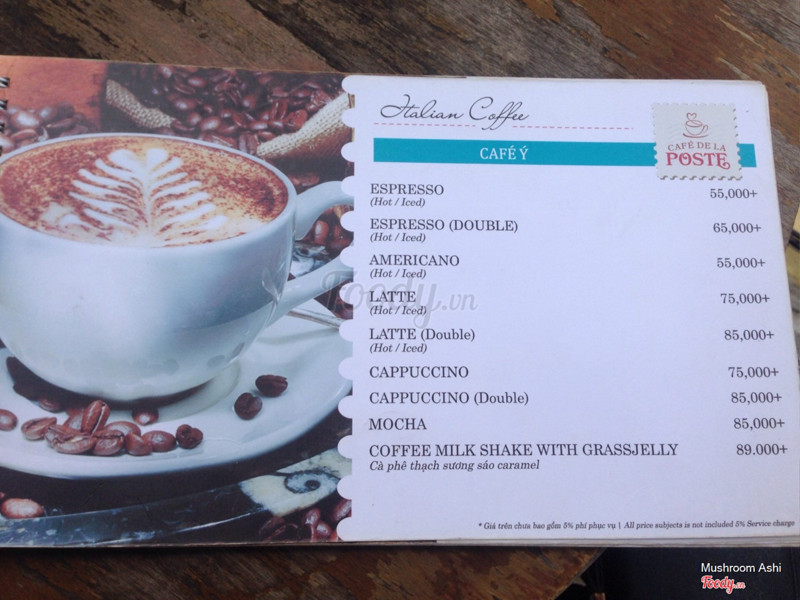 Italian Coffee
CAFÉ Ý
CAFÉ DE LA
POSTE
ESPRESSO 55,000+
(Hot / Iced)
ESPRESSO (DOUBLE) 65,000+
(Hot / Iced)
AMERICANO 55,000+
(Hot / Iced)
LATTE 75,000+
(Hot / Iced)
LATTE (Double) 85,000+
(Hot / Iced)
CAPPUCCINO 75,000+
CAPPUCCINO (Double) 85,000+
MOCHA 85,000+
COFFEE MILK SHAKE WITH GRASSJELLY 89.000+
Cà phê thạch sương sáo caramel
* Giá trên chưa bao gồm 5% phí phục vụ | All price subjects is not included 5% Service charge
Foody.vn
Mushroom Ashi
Foody.vn